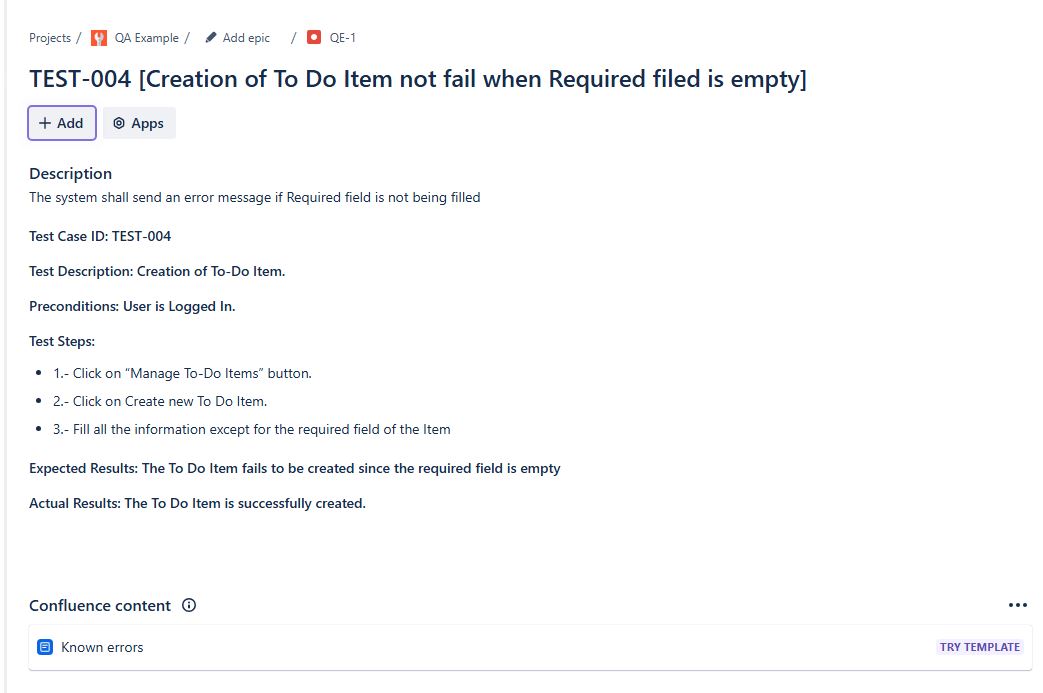 Projects / QA Example / Add epic / QE-1
TEST-004 [Creation of To Do Item not fail when Required filed is empty]
+ Add Apps
Description
The system shall send an error message if Required field is not being filled
Test Case ID: TEST-004
Test Description: Creation of To-Do Item.
Preconditions: User is Logged In.
Test Steps:
• 1.- Click on “Manage To-Do Items” button.
• 2.- Click on Create new To Do Item.
• 3.- Fill all the information except for the required field of the Item
Expected Results: The To Do Item fails to be created since the required field is empty
Actual Results: The To Do Item is successfully created.
Confluence content
Known errors TRY TEMPLATE